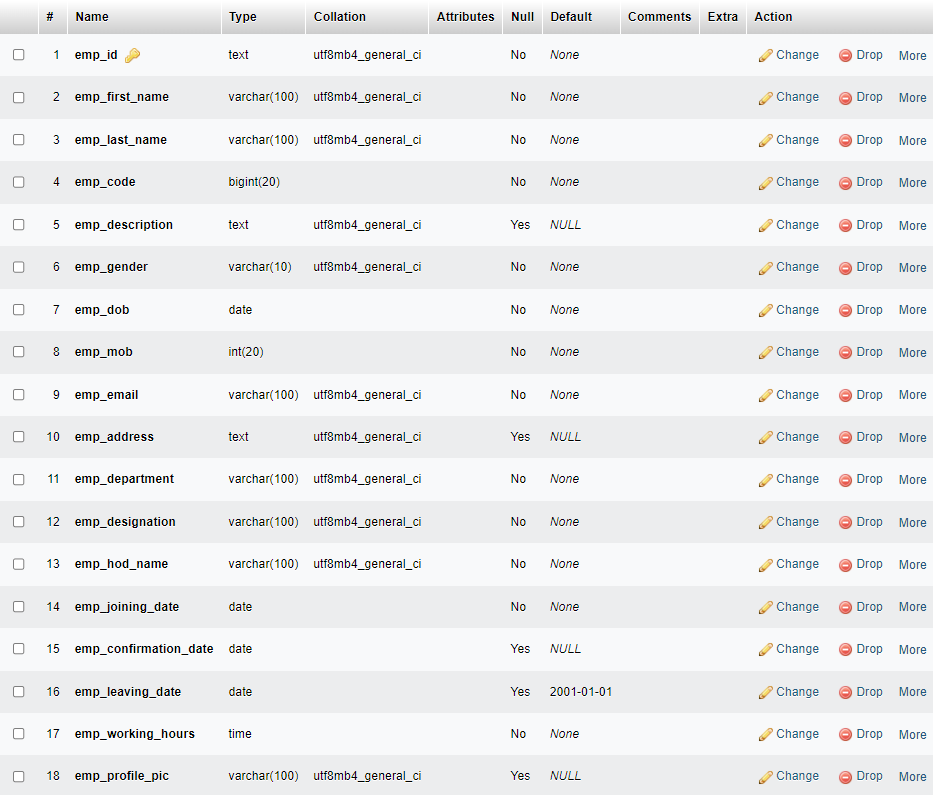 # Name Type Collation Attributes Null Default Comments Extra Action
1 emp_id text utf8mb4_general_ci No None Change Drop More
2 emp_first_name varchar(100) utf8mb4_general_ci No None Change Drop More
3 emp_last_name varchar(100) utf8mb4_general_ci No None Change Drop More
4 emp_code bigint(20) No None Change Drop More
5 emp_description text utf8mb4_general_ci Yes NULL Change Drop More
6 emp_gender varchar(10) utf8mb4_general_ci No None Change Drop More
7 emp_dob date No None Change Drop More
8 emp_mob int(20) No None Change Drop More
9 emp_email varchar(100) utf8mb4_general_ci No None Change Drop More
10 emp_address text utf8mb4_general_ci Yes NULL Change Drop More
11 emp_department varchar(100) utf8mb4_general_ci No None Change Drop More
12 emp_designation varchar(100) utf8mb4_general_ci No None Change Drop More
13 emp_hod_name varchar(100) utf8mb4_general_ci No None Change Drop More
14 emp_joining_date date No None Change Drop More
15 emp_confirmation_date date Yes NULL Change Drop More
16 emp_leaving_date date Yes 2001-01-01 Change Drop More
17 emp_working_hours time No None Change Drop More
18 emp_profile_pic varchar(100) utf8mb4_general_ci Yes NULL Change Drop More